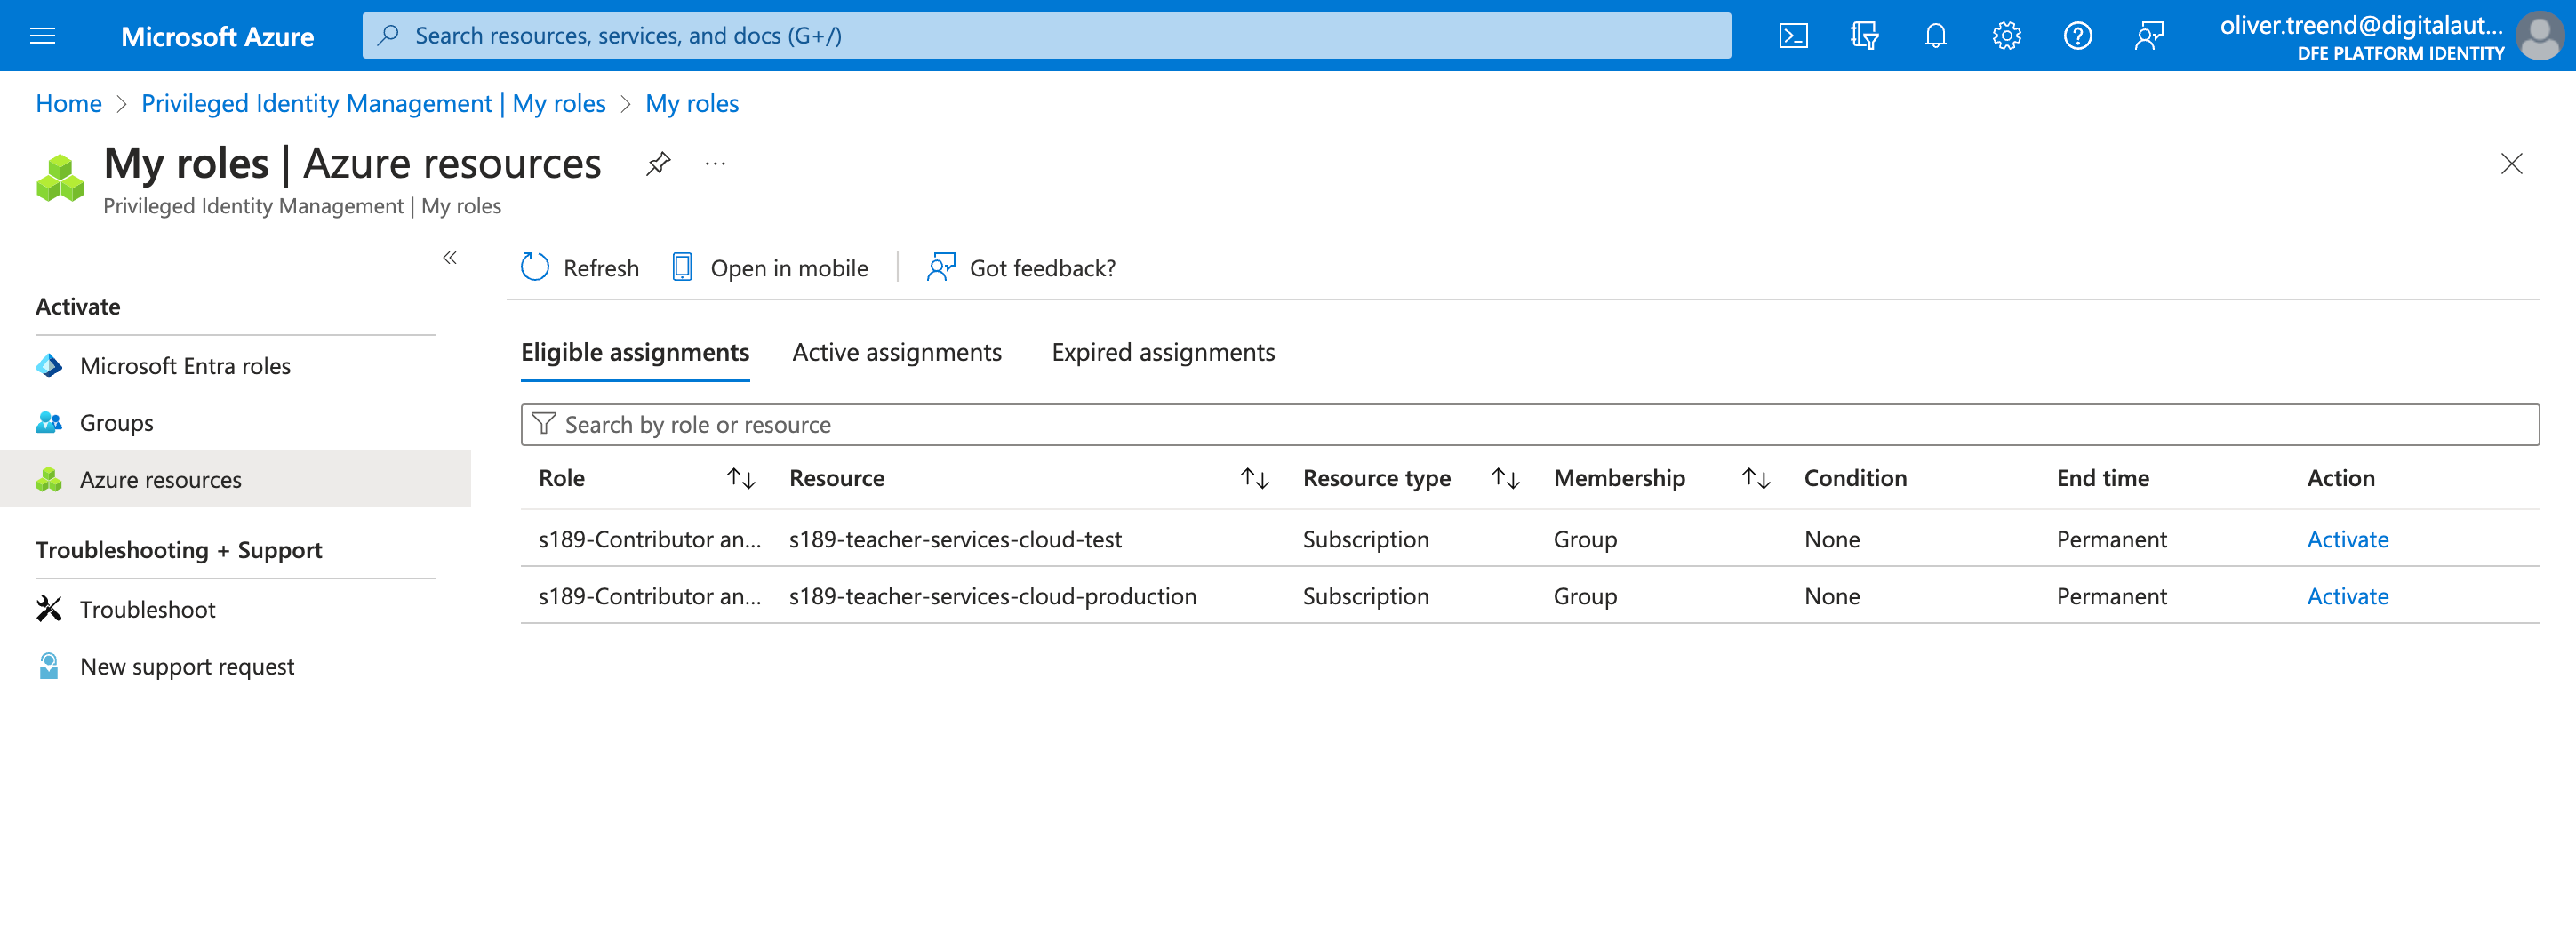 Microsoft Azure
Search resources, services, and docs (G+/)
oliver.treend@digitalaut...
DFE PLATFORM IDENTITY
Home > Privileged Identity Management | My roles > My roles
My roles | Azure resources ...
Privileged Identity Management | My roles
Activate
Microsoft Entra roles
Groups
Azure resources
Troubleshooting + Support
Troubleshoot
New support request
Refresh Open in mobile Got feedback?
Eligible assignments Active assignments Expired assignments
Search by role or resource
Role Resource Resource type Membership Condition End time Action
s189-Contributor an... s189-teacher-services-cloud-test Subscription Group None Permanent Activate
s189-Contributor an... s189-teacher-services-cloud-production Subscription Group None Permanent Activate